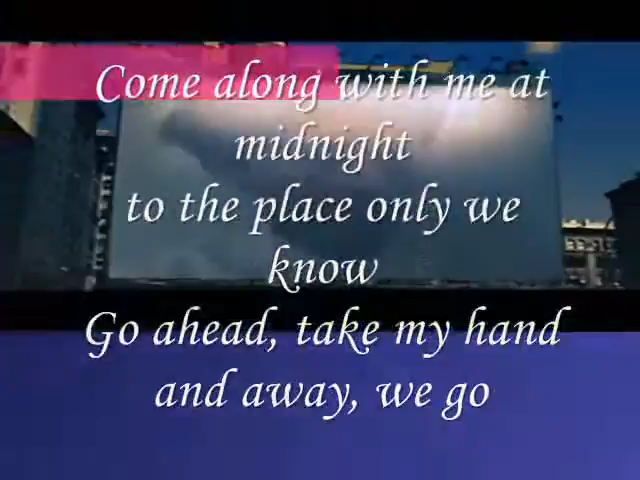 Come along with me at
midnight
to the place only we
know
Go ahead, take my hand
and away, we go